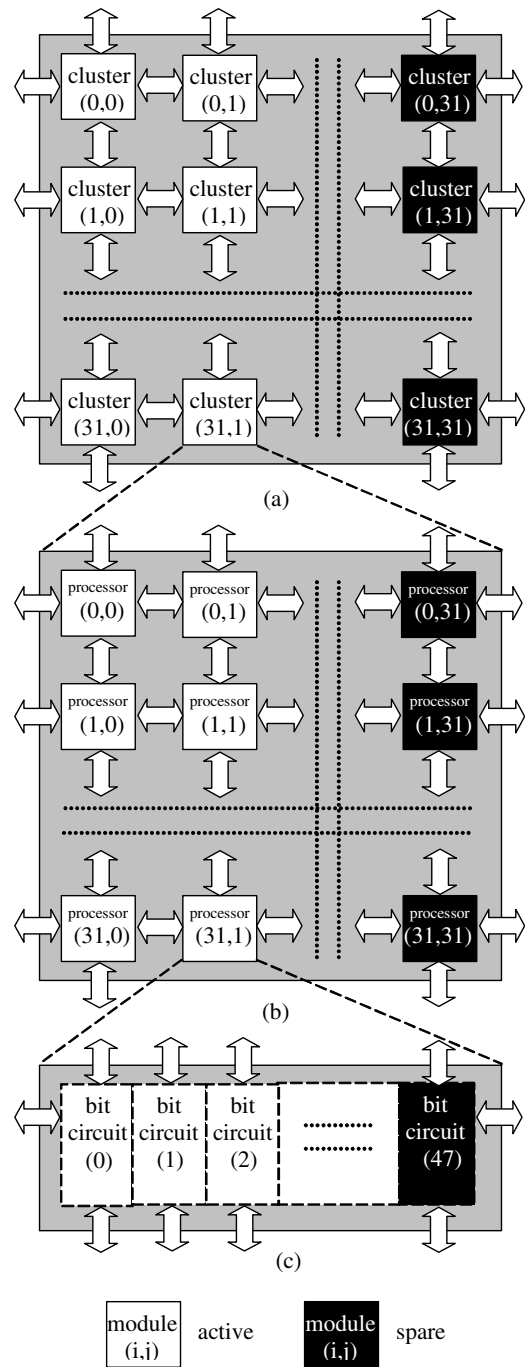 cluster cluster cluster
(0,0) (0,1) (0,31)
cluster cluster cluster
(1,0) (1,1) (1,31)
cluster cluster cluster
(31,0) (31,1) (31,31)
(a)
processor processor processor
(0,0) (0,1) (0,31)
processor processor processor
(1,0) (1,1) (1,31)
processor processor processor
(31,0) (31,1) (31,31)
(b)
bit bit bit bit
circuit circuit circuit circuit
(0) (1) (2) (47)
(c)
module active module spare
(i,j) (i,j)